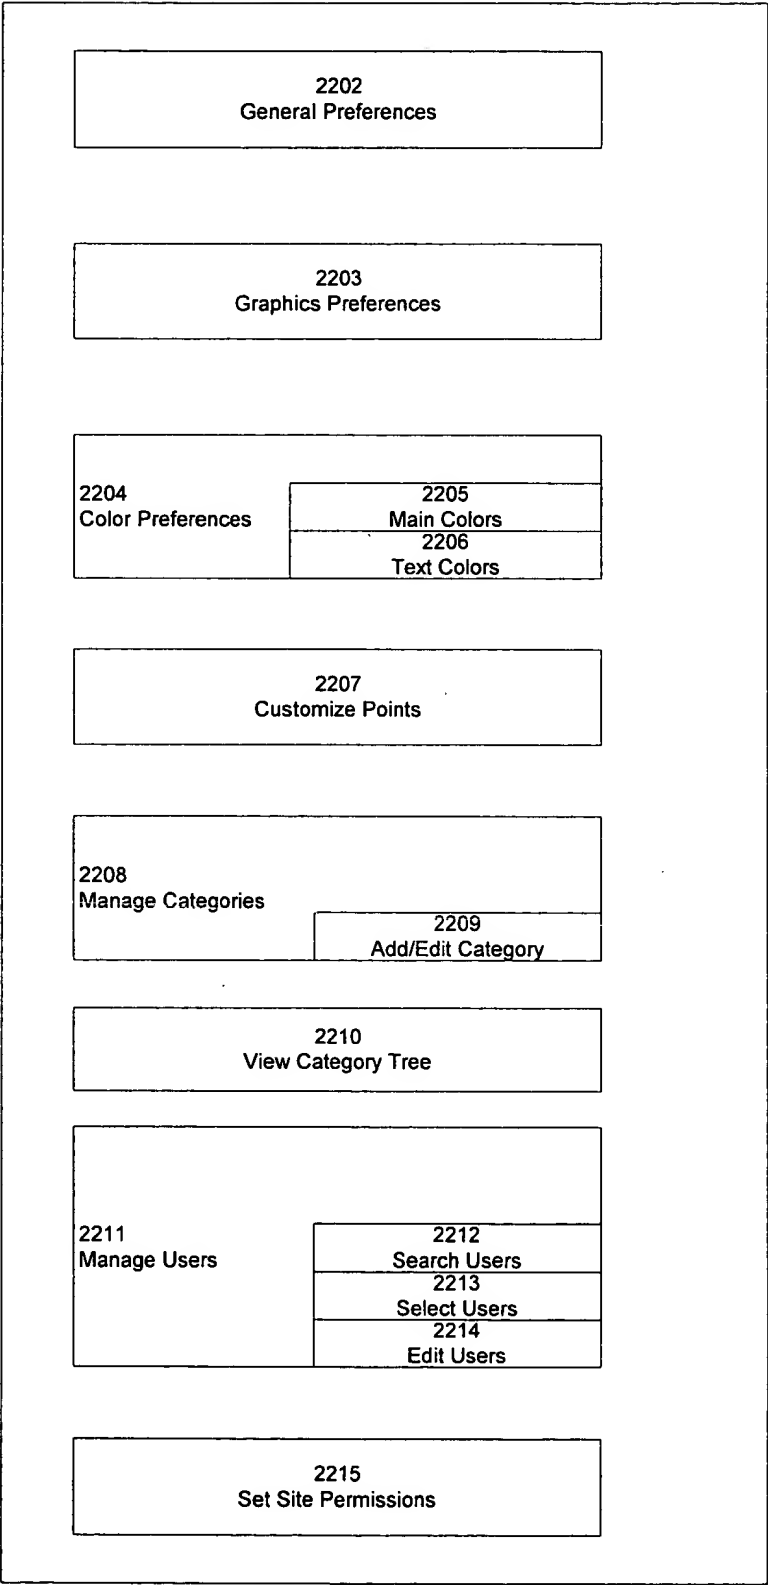 2202
General Preferences
2203
Graphics Preferences
2204
Color Preferences
2205
Main Colors
2206
Text Colors
2207
Customize Points
2208
Manage Categories
2209
Add/Edit Category
2210
View Category Tree
2211
Manage Users
2212
Search Users
2213
Select Users
2214
Edit Users
2215
Set Site Permissions